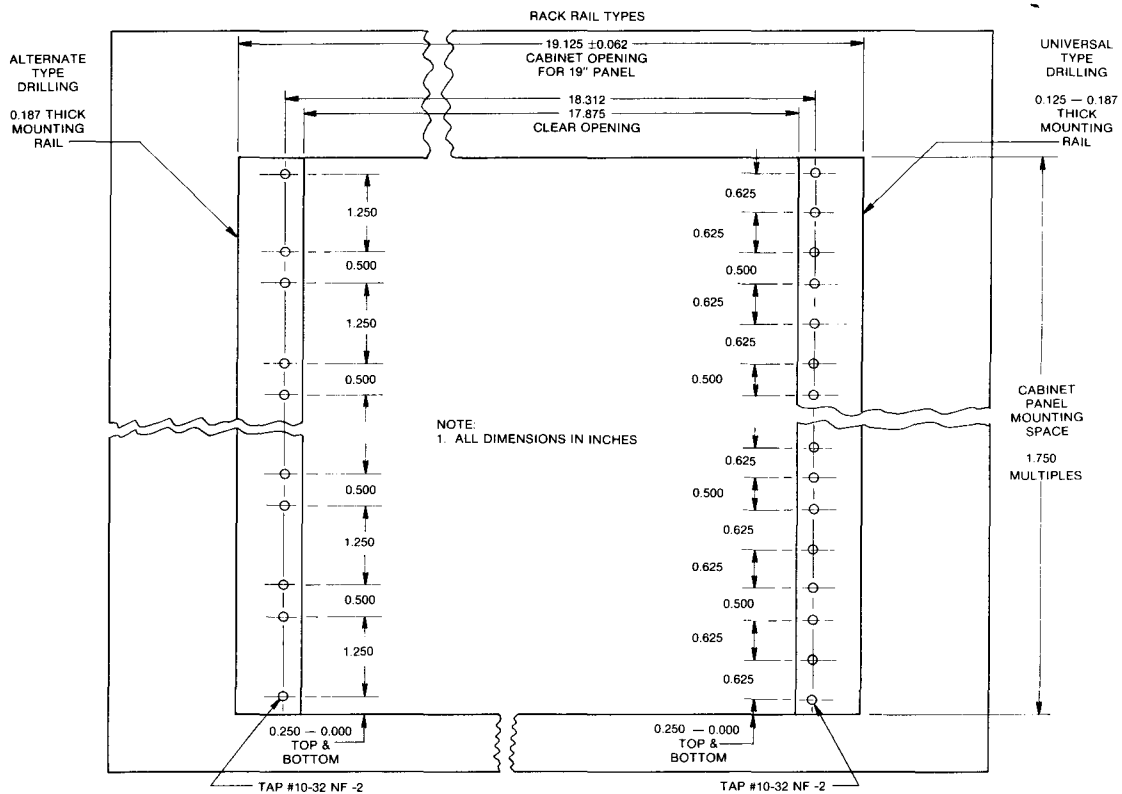 RACK RAIL TYPES
ALTERNATE
TYPE
DRILLING
0.187 THICK
MOUNTING
RAIL
19.125 ±0.062
CABINET OPENING
FOR 19" PANEL
18.312
17.875
CLEAR OPENING
UNIVERSAL
TYPE
DRILLING
0.125 — 0.187
THICK
MOUNTING
RAIL
1.250
0.500
1.250
0.500
0.500
1.250
0.500
1.250
0.250 — 0.000
TOP &
BOTTOM
TAP #10-32 NF -2
NOTE:
1. ALL DIMENSIONS IN INCHES
0.625
0.625
0.500
0.625
0.625
0.500
0.625
0.500
0.625
0.625
0.500
0.625
0.625
0.250 — 0.000
TOP &
BOTTOM
TAP #10-32 NF -2
CABINET
PANEL
MOUNTING
SPACE
1.750
MULTIPLES